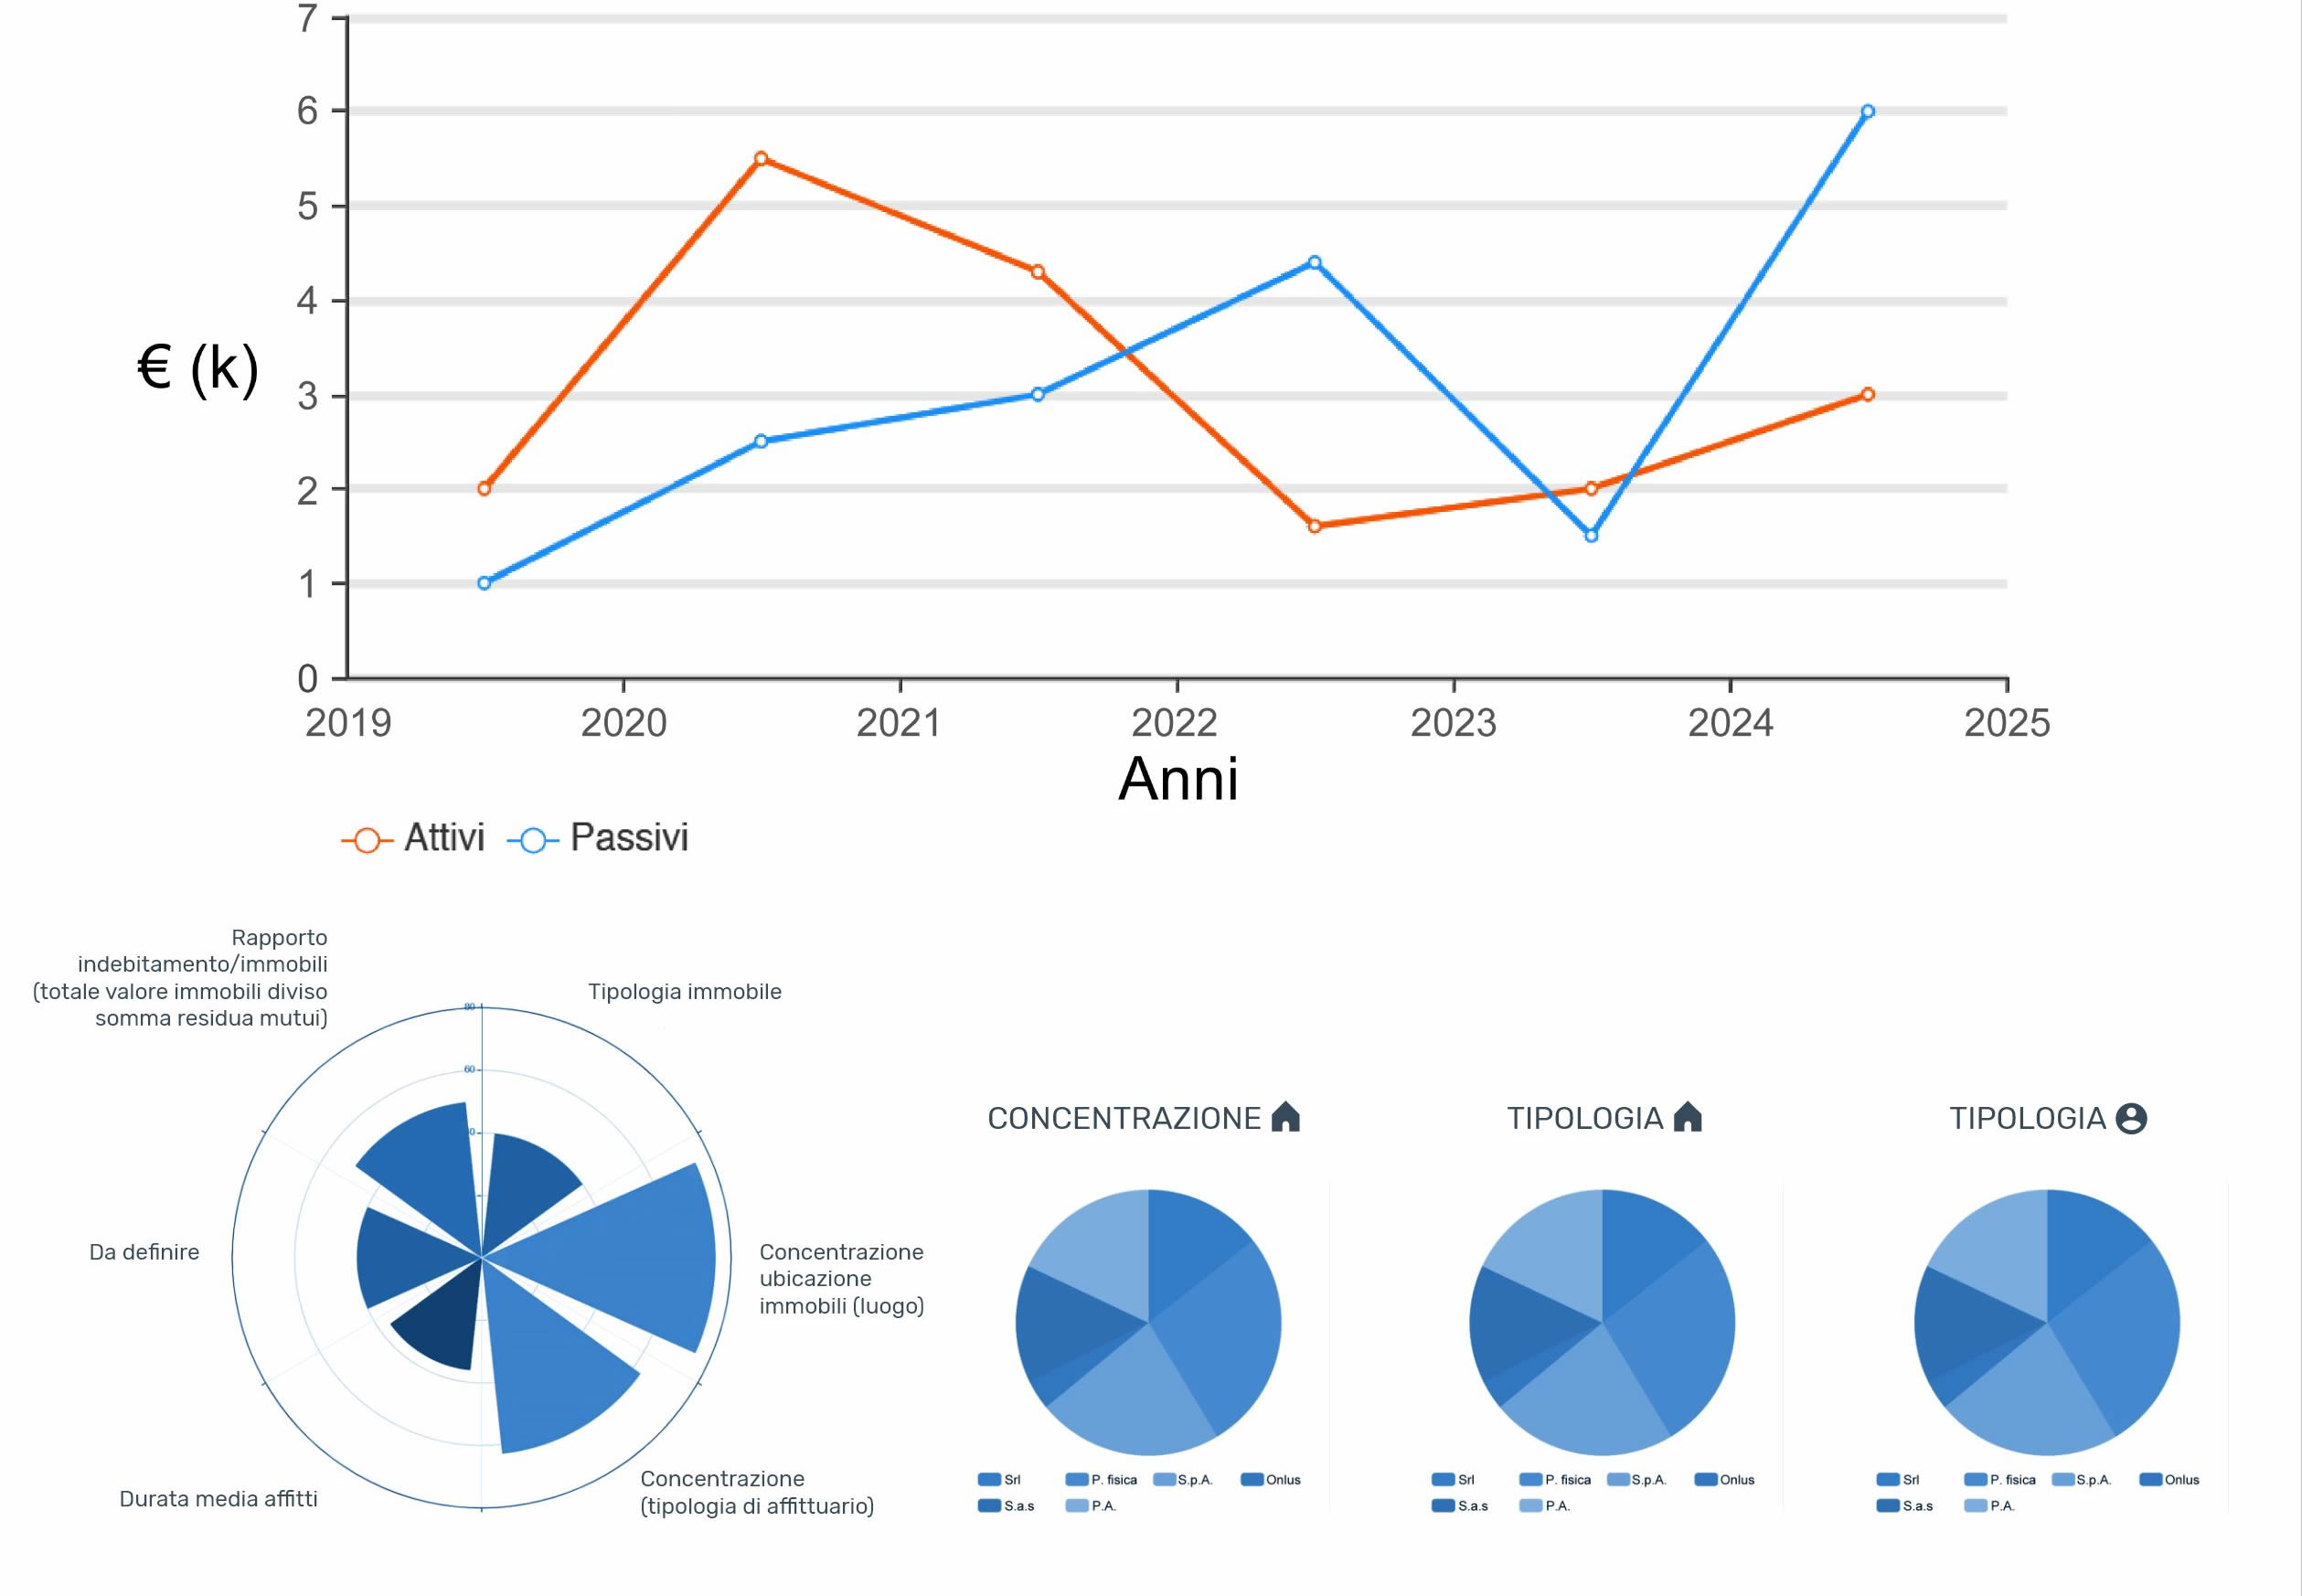 7
6
5
4
€ (k)
3
2
1
0
2019 2020 2021 2022 2023 2024 2025
Anni
Attivi Passivi
Rapporto
indebitamento/immobili
(totale valore immobili diviso
somma residua mutui)
Tipologia immobile
80
60
Da definire
Concentrazione
ubicazione
immobili (luogo)
Durata media affitti
Concentrazione
(tipologia di affittuario)
CONCENTRAZIONE
Srl P. fisica S.p.A. Onlus
S.a.s P.A.
TIPOLOGIA
Srl P. fisica S.p.A. Onlus
S.a.s P.A.
TIPOLOGIA
Srl P. fisica S.p.A. Onlus
S.a.s P.A.